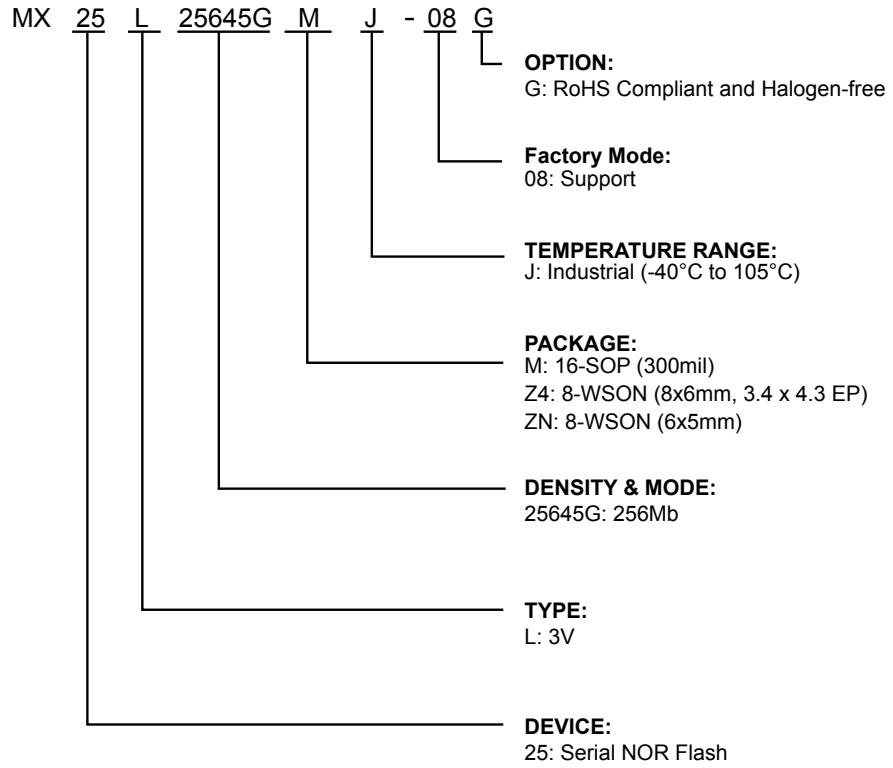 MX 25 L 25645G M J - 08 G
OPTION:
G: RoHS Compliant and Halogen-free
Factory Mode:
08: Support
TEMPERATURE RANGE:
J: Industrial (-40°C to 105°C)
PACKAGE:
M: 16-SOP (300mil)
Z4: 8-WSON (8x6mm, 3.4 x 4.3 EP)
ZN: 8-WSON (6x5mm)
DENSITY & MODE:
25645G: 256Mb
TYPE:
L: 3V
DEVICE:
25: Serial NOR Flash